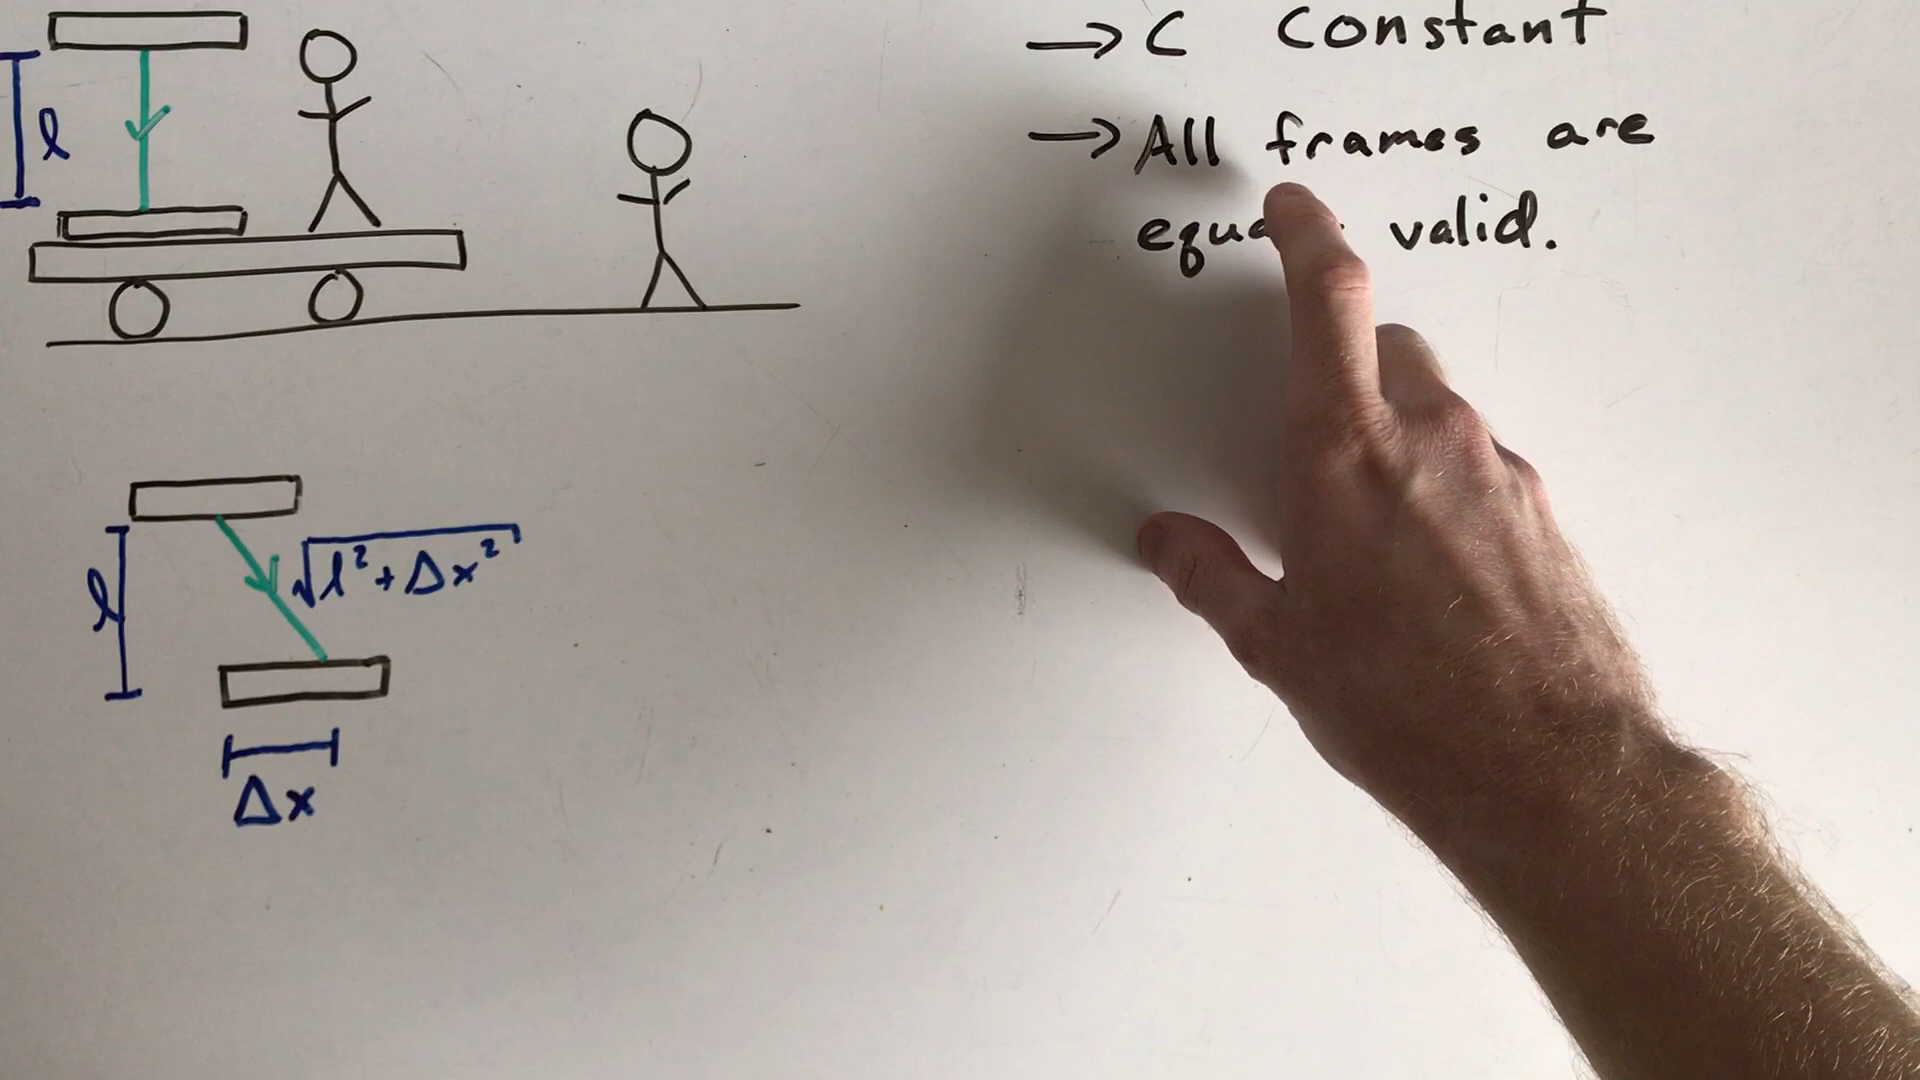 → C Constant
→ All frames are
valid.
l
l
√l²+Δx²
Δx